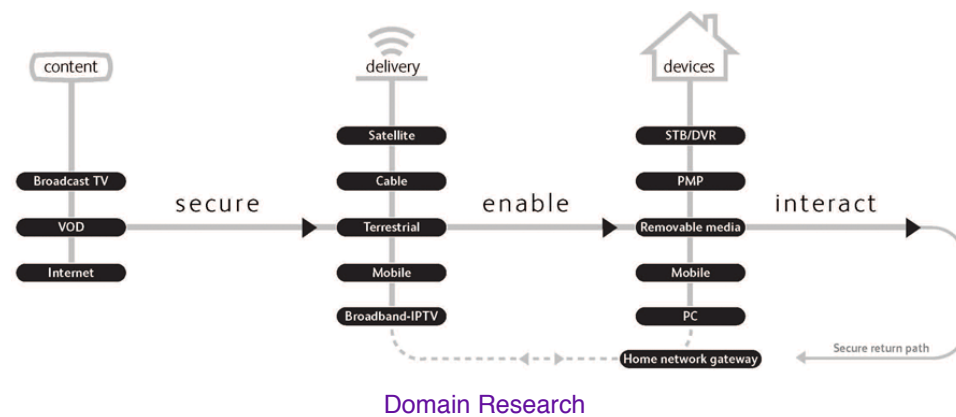 content
delivery
devices
Satellite
STB/DVR
Broadcast TV
Cable
PMP
secure
enable
interact
VOD
Terrestrial
Removable media
Internet
Mobile
Mobile
Broadband-IPTV
PC
Home network gateway
Secure return path
Domain Research